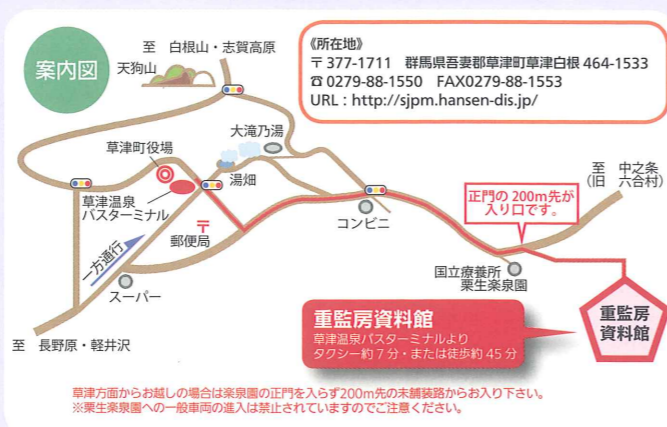 案内図
至 白根山・志賀高原
天狗山
《所在地》
〒377-1711 群馬県吾妻郡草津町草津白根 464-1533
☎ 0279-88-1550 FAX0279-88-1553
URL：http://sjpm.hansen-dis.jp/
草津町役場
大滝乃湯
湯畑
草津温泉
バスターミナル
〒
郵便局
コンビニ
至 中之条
（旧 六合村）
正門の 200m先が
入り口です。
一方通行
スーパー
国立療養所
栗生楽泉園
至 長野原・軽井沢
重監房資料館
草津温泉バスターミナルより
タクシー約７分・または徒歩約 45 分
重監房
資料館
草津方面からお越しの場合は楽泉園の正門を入らず200m先の未舗装路からお入り下さい。
※栗生楽泉園への一般車両の進入は禁止されていますのでご注意ください。